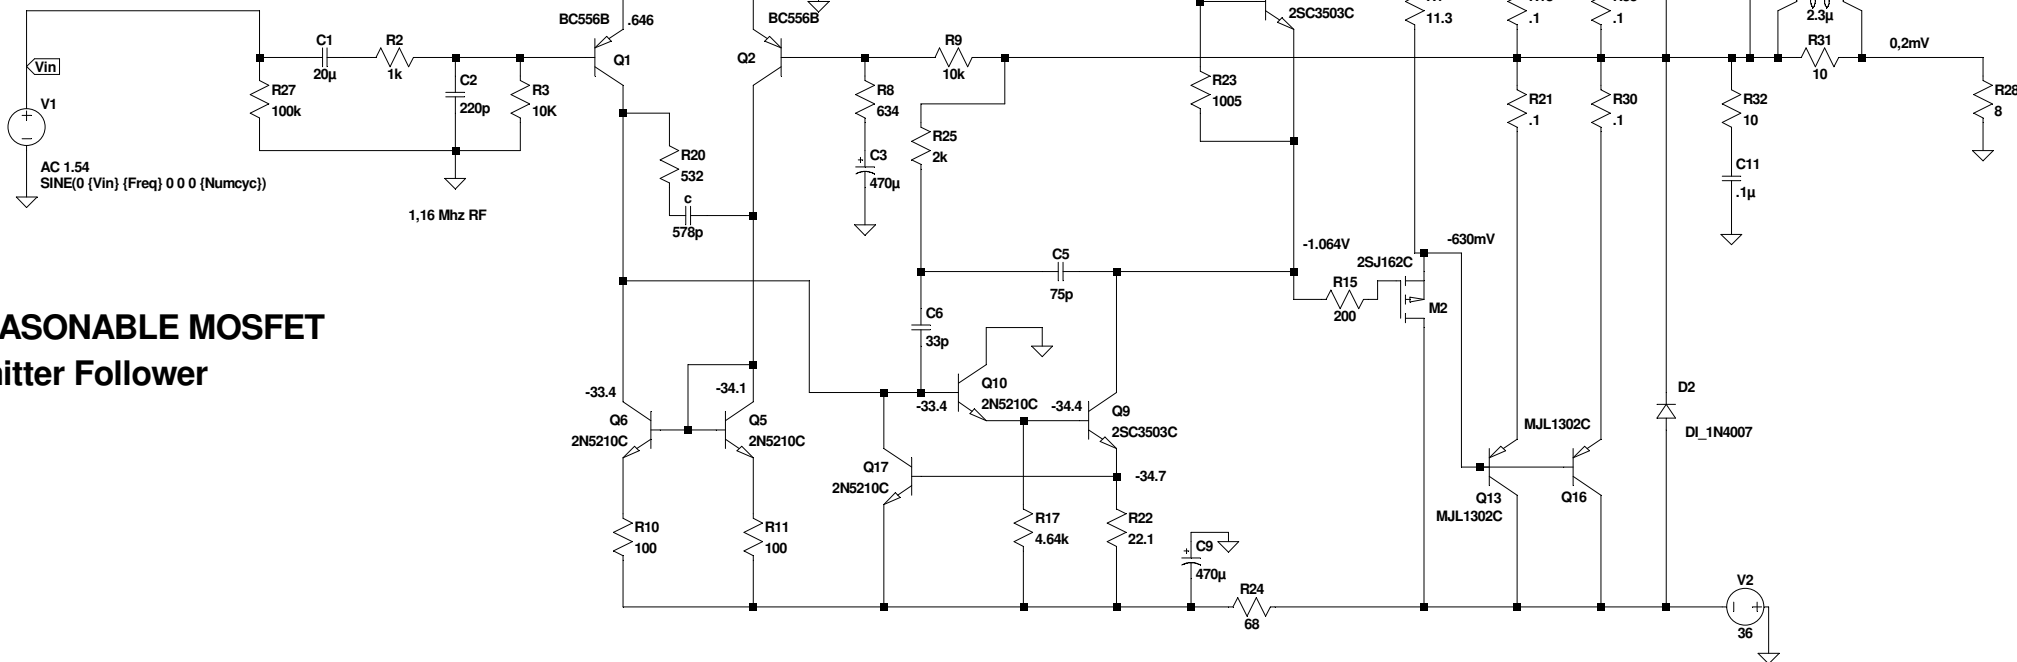 BC556B
.646
Q1
BC556B
Q2
2SC3503C
11.3
.1
.1
2.3µ
C1
20µ
R2
1k
R9
10k
R31
10
0,2mV
Vin
V1
AC 1.54
SINE(0 {Vin} {Freq} 0 0 0 {Numcyc})
R27
100k
C2
220p
R3
10K
1,16 Mhz RF
R20
532
c
578p
R8
634
C3
470µ
R25
2k
R23
1005
R21
.1
R30
.1
R32
10
C11
.1µ
R28
8
C5
75p
-1.064V
-630mV
2SJ162C
R15
200
M2
C6
33p
ASONABLE MOSFET
itter Follower
-33.4
-34.1
Q6
2N5210C
Q5
2N5210C
-33.4
Q10
2N5210C
-34.4
Q9
2SC3503C
Q17
2N5210C
-34.7
MJL1302C
Q13
MJL1302C
Q16
D2
DI_1N4007
R10
100
R11
100
R17
4.64k
R22
22.1
C9
470µ
R24
68
V2
36